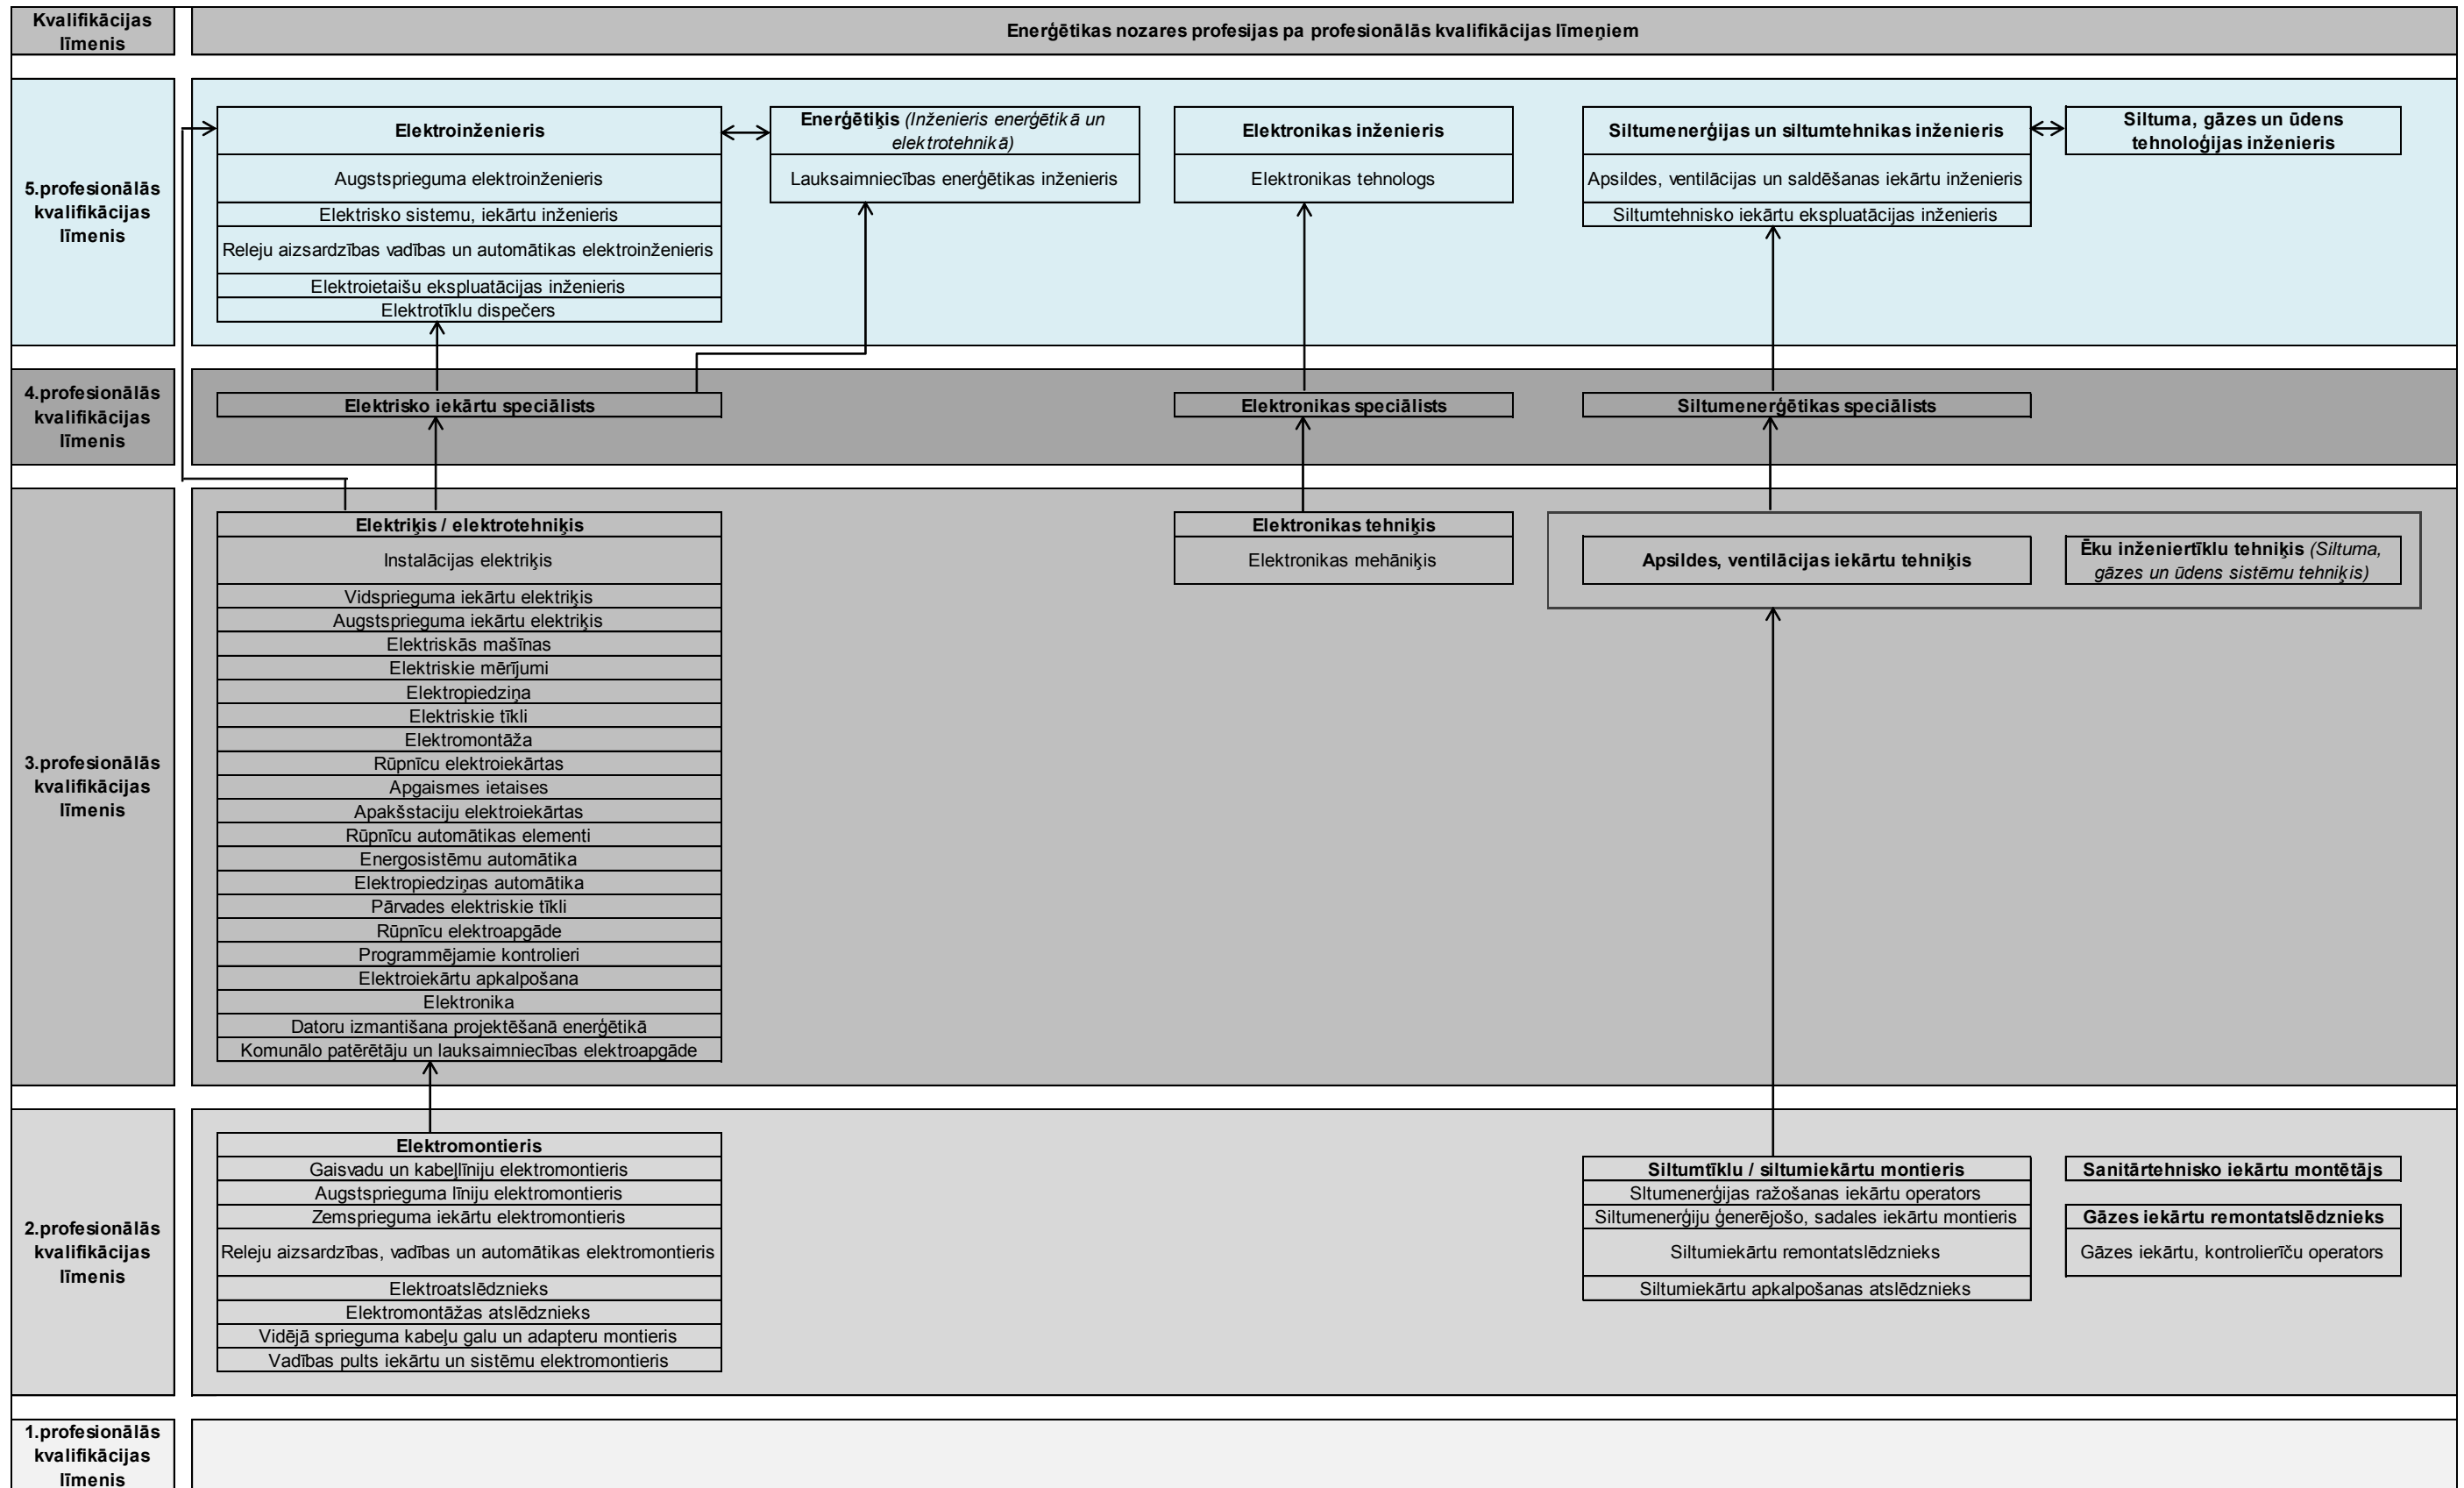 Kvalifikācijas
līmenis
Enerģētikas nozares profesijas pa profesionālās kvalifikācijas līmeņiem
5.profesionālās
kvalifikācijas
līmenis
Elektroinženieris
Augstsprieguma elektroinženieris
Elektrisko sistemu, iekārtu inženieris
Releju aizsardzības vadības un automātikas elektroinženieris
Elektroietaišu ekspluatācijas inženieris
Elektrotīklu dispečers
Enerģētiķis (Inženieris enerģētikā un
elektrotehnikā)
Lauksaimniecības enerģētikas inženieris
Elektronikas inženieris
Elektronikas tehnologs
Siltumenerģijas un siltumtehnikas inženieris
Apsildes, ventilācijas un saldēšanas iekārtu inženieris
Siltumtehnisko iekārtu ekspluatācijas inženieris
Siltuma, gāzes un ūdens
tehnoloģijas inženieris
4.profesionālās
kvalifikācijas
līmenis
Elektrisko iekārtu speciālists
Elektronikas speciālists
Siltumenerģētikas speciālists
3.profesionālās
kvalifikācijas
līmenis
Elektriķis / elektrotehniķis
Instalācijas elektriķis
Vidsprieguma iekārtu elektriķis
Augstsprieguma iekārtu elektriķis
Elektriskās mašīnas
Elektriskie mērījumi
Elektropiedziņa
Elektriskie tīkli
Elektromontāža
Rūpnīcu elektroiekārtas
Apgaismes ietaises
Apakšstaciju elektroiekārtas
Rūpnīcu automātikas elementi
Energosistēmu automātika
Elektropiedziņas automātika
Pārvades elektriskie tīkli
Rūpnīcu elektroapgāde
Programmējamie kontrolieri
Elektroiekārtu apkalpošana
Elektronika
Datoru izmantišana projektēšanā enerģētikā
Komunālo patērētāju un lauksaimniecības elektroapgāde
Elektronikas tehniķis
Elektronikas mehāniķis
Apsildes, ventilācijas iekārtu tehniķis
Ēku inženiertīklu tehniķis (Siltuma,
gāzes un ūdens sistēmu tehniķis)
2.profesionālās
kvalifikācijas
līmenis
Elektromontieris
Gaisvadu un kabeļlīniju elektromontieris
Augstsprieguma līniju elektromontieris
Zemsprieguma iekārtu elektromontieris
Releju aizsardzības, vadības un automātikas elektromontieris
Elektroatslēdznieks
Elektromontāžas atslēdznieks
Vidējā sprieguma kabeļu galu un adapteru montieris
Vadības pults iekārtu un sistēmu elektromontieris
Siltumtīklu / siltumiekārtu montieris
Sltumenerģijas ražošanas iekārtu operators
Siltumenerģiju ģenerējošo, sadales iekārtu montieris
Siltumiekārtu remontatslēdznieks
Siltumiekārtu apkalpošanas atslēdznieks
Sanitārtehnisko iekārtu montētājs
Gāzes iekārtu remontatslēdznieks
Gāzes iekārtu, kontrolierīču operators
1.profesionālās
kvalifikācijas
līmenis